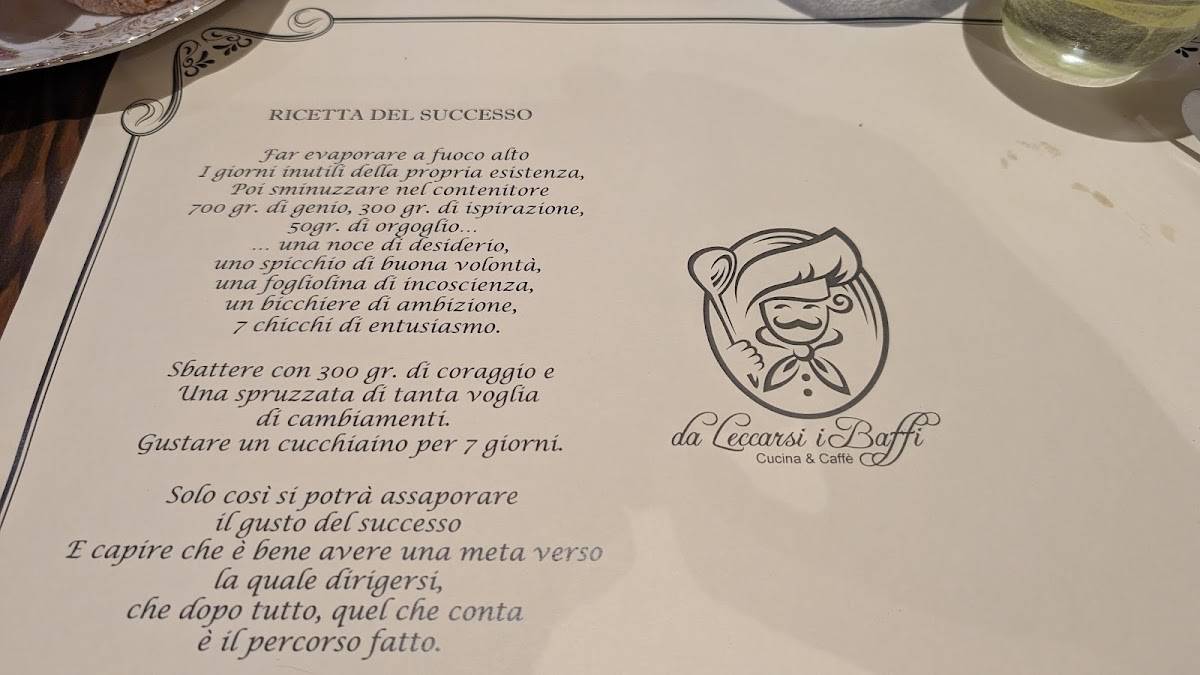 RICETTA DEL SUCCESSO
Far evaporare a fuoco alto
I giorni inutili della propria esistenza,
Poi sminuzzare nel contenitore
700 gr. di genio, 300 gr. di ispirazione,
50gr. di orgoglio...
... una noce di desiderio,
uno spicchio di buona volontà,
una fogliolina di incoscienza,
un bicchiere di ambizione,
7 chicchi di entusiasmo.
Sbattere con 300 gr. di coraggio e
Una spruzzata di tanta voglia
di cambiamenti.
Gustare un cucchiaino per 7 giorni.
Solo così si potrà assaporare
il gusto del successo
E capire che è bene avere una meta verso
la quale dirigersi,
che dopo tutto, quel che conta
è il percorso fatto.
da Leccarsi i Baffi
Cucina & Caffè